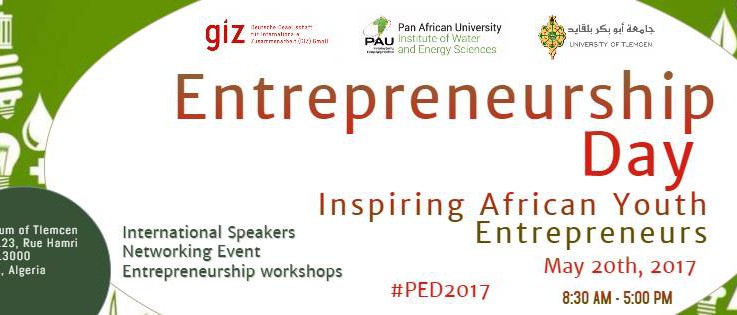 giz Deutsche Gesellschaft
für Internationale
Zusammenarbeit (GIZ) GmbH
PAU
Pan African University
Institute of Water
and Energy Sciences
جامعة أبو بكر بلقايد
UNIVERSITY OF TLEMCEN
Entrepreneurship
Day
Inspiring African Youth
Entrepreneurs
May 20th, 2017
8:30 AM - 5:00 PM
#PED2017
International Speakers
Networking Event
Entrepreneurship workshops
um of Tlemcen
23, Rue Hamri
3000
, Algeria